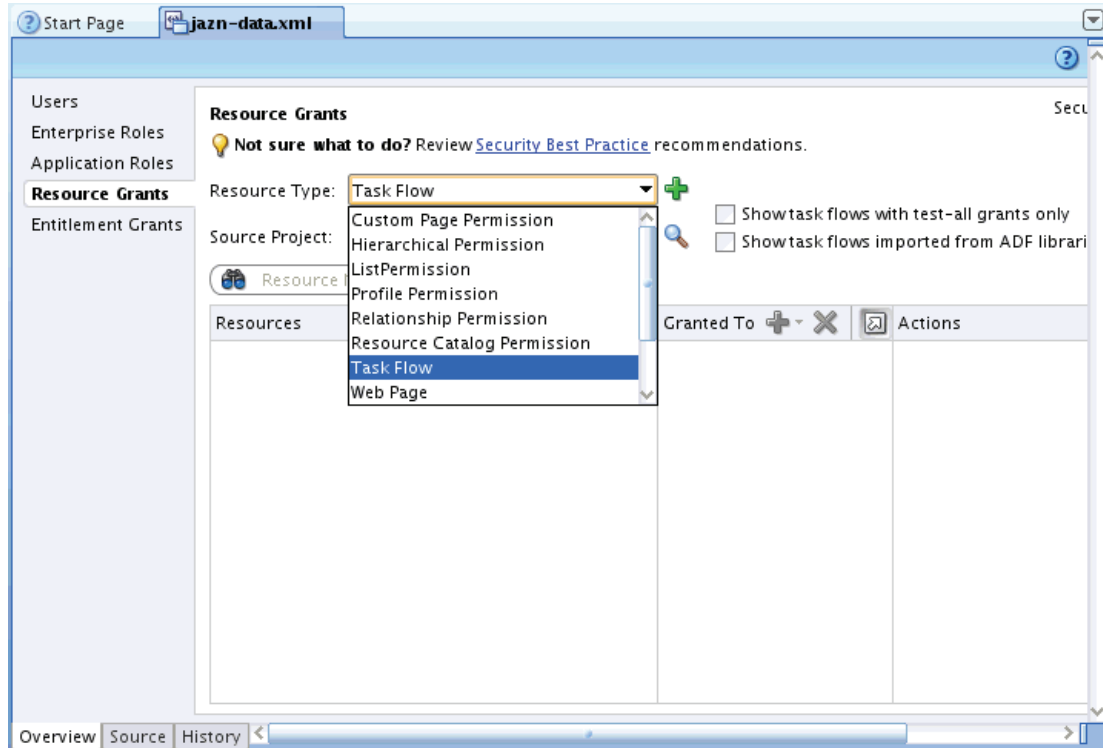 Start Page
jazn-data.xml
Users
Enterprise Roles
Application Roles
Resource Grants
Entitlement Grants
Resource Grants
Secu
Not sure what to do? Review Security Best Practice recommendations.
Resource Type: Task Flow
Custom Page Permission
Hierarchical Permission
ListPermission
Profile Permission
Relationship Permission
Resource Catalog Permission
Task Flow
Web Page
Source Project:
Show task flows with test-all grants only
Show task flows imported from ADF librari
Resource
Resources
Granted To
Actions
Overview Source History